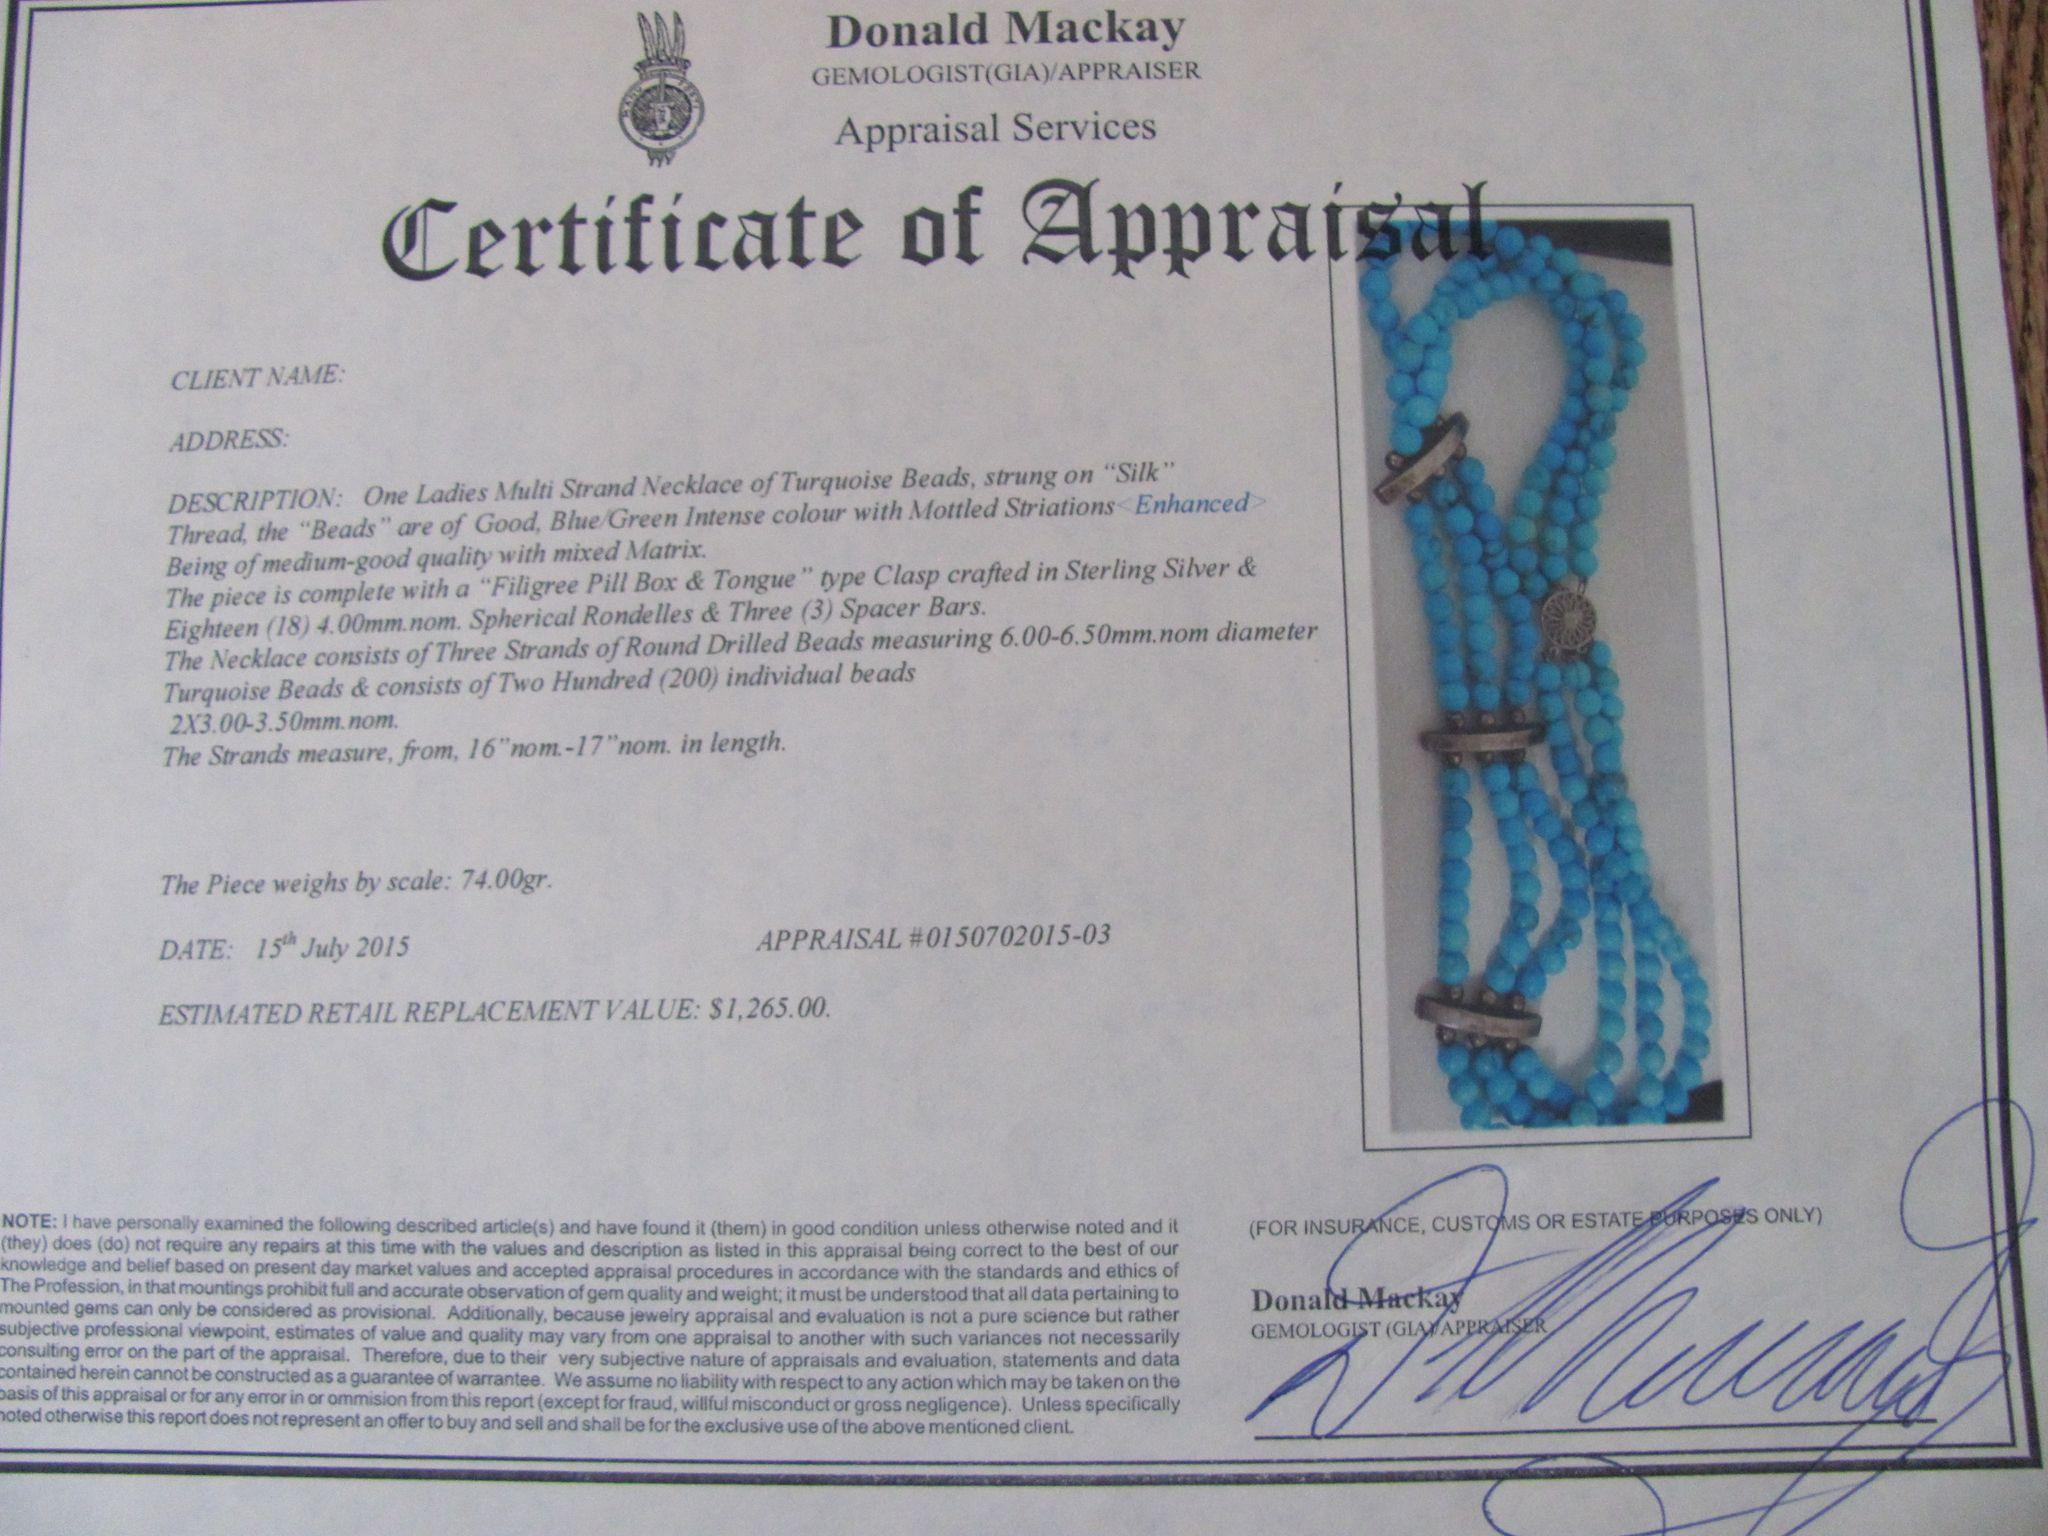 Donald Mackay
GEMOLOGIST(GIA)/APPRAISER
Appraisal Services
Certificate of Appraisal
CLIENT NAME:
ADDRESS:
DESCRIPTION: One Ladies Multi Strand Necklace of Turquoise Beads, strung on “Silk”
Thread, the “Beads” are of Good, Blue/Green Intense colour with Mottled Striations<Enhanced>
Being of medium-good quality with mixed Matrix.
The piece is complete with a “Filigree Pill Box & Tongue” type Clasp crafted in Sterling Silver &
Eighteen (18) 4.00mm.nom. Spherical Rondelles & Three (3) Spacer Bars.
The Necklace consists of Three Strands of Round Drilled Beads measuring 6.00-6.50mm.nom diameter
Turquoise Beads & consists of Two Hundred (200) individual beads
2X3.00-3.50mm.nom.
The Strands measure, from, 16”nom.-17”nom. in length.
The Piece weighs by scale: 74.00gr.
DATE: 15th July 2015 APPRAISAL #0150702015-03
ESTIMATED RETAIL REPLACEMENT VALUE: $1,265.00.
NOTE: I have personally examined the following described article(s) and have found it (them) in good condition unless otherwise noted and it
(they) does (do) not require any repairs at this time with the values and description as listed in this appraisal being correct to the best of our
knowledge and belief based on present day market values and accepted appraisal procedures in accordance with the standards and ethics of
The Profession, in that mountings prohibit full and accurate observation of gem quality and weight; it must be understood that all data pertaining to
mounted gems can only be considered as provisional. Additionally, because jewelry appraisal and evaluation is not a pure science but rather
subjective professional viewpoint, estimates of value and quality may vary from one appraisal to another with such variances not necessarily
consulting error on the part of the appraisal. Therefore, due to their very subjective nature of appraisals and evaluation, statements and data
contained herein cannot be constructed as a guarantee of warrantee. We assume no liability with respect to any action which may be taken on the
basis of this appraisal or for any error in or ommision from this report (except for fraud, willful misconduct or gross negligence). Unless specifically
noted otherwise this report does not represent an offer to buy and sell and shall be for the exclusive use of the above mentioned client.
(FOR INSURANCE, CUSTOMS OR ESTATE PURPOSES ONLY)
Donald Mackay
GEMOLOGIST (GIA)/APPRAISER